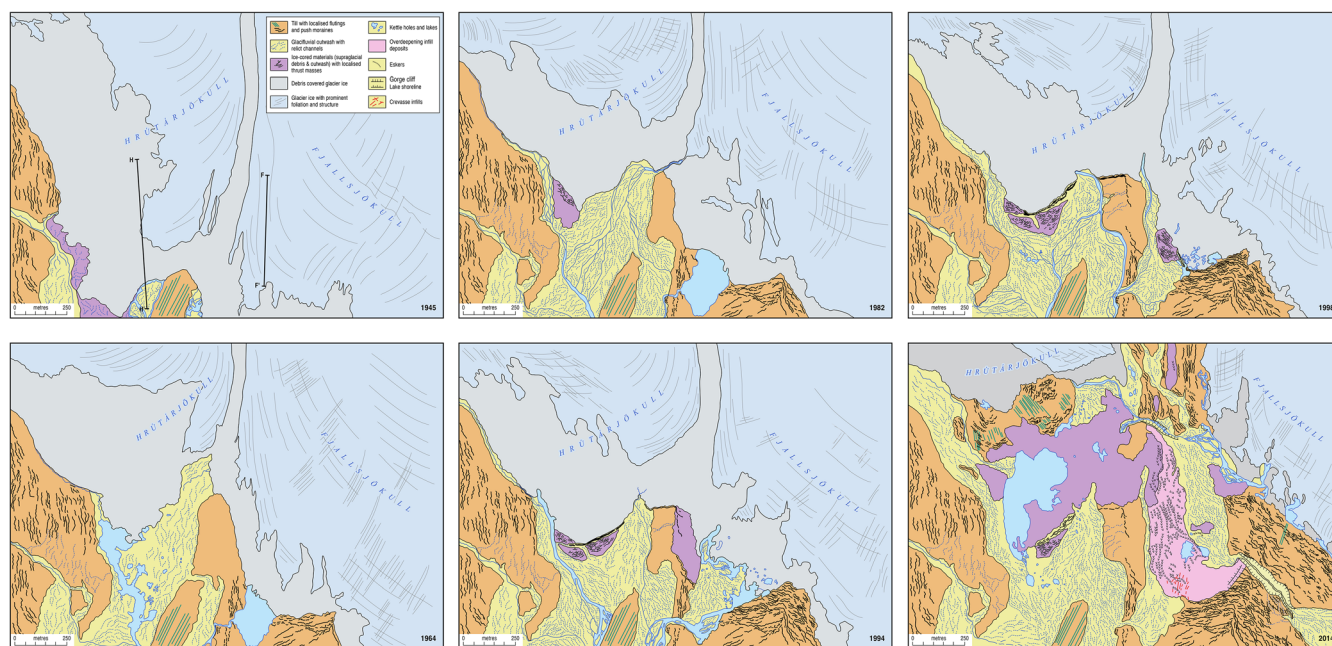 Till with localised flutings
and push moraines
Glacifluvial outwash with
relict channels
Ice-cored materials (supraglacial
debris & outwash) with localised
thrust masses
Debris covered glacier ice
Glacier ice with prominent
foliation and structure
Kettle holes and lakes
Overdeepening infill
deposits
Eskers
Gorge cliff
Lake shoreline
Crevasse infills
HRÚTÁRJÖKULL
FJALLSJÖKULL
H
F
F'
H'
0 metres 250
1945
HRÚTÁRJÖKULL
FJALLSJÖKULL
0 metres 250
1982
HRÚTÁRJÖKULL
FJALLSJÖKULL
0 metres 250
1998
HRÚTÁRJÖKULL
FJALLSJÖKULL
0 metres 250
1964
HRÚTÁRJÖKULL
FJALLSJÖKULL
0 metres 250
1994
HRÚTÁRJÖKULL
FJALLSJÖKULL
0 metres 250
2014